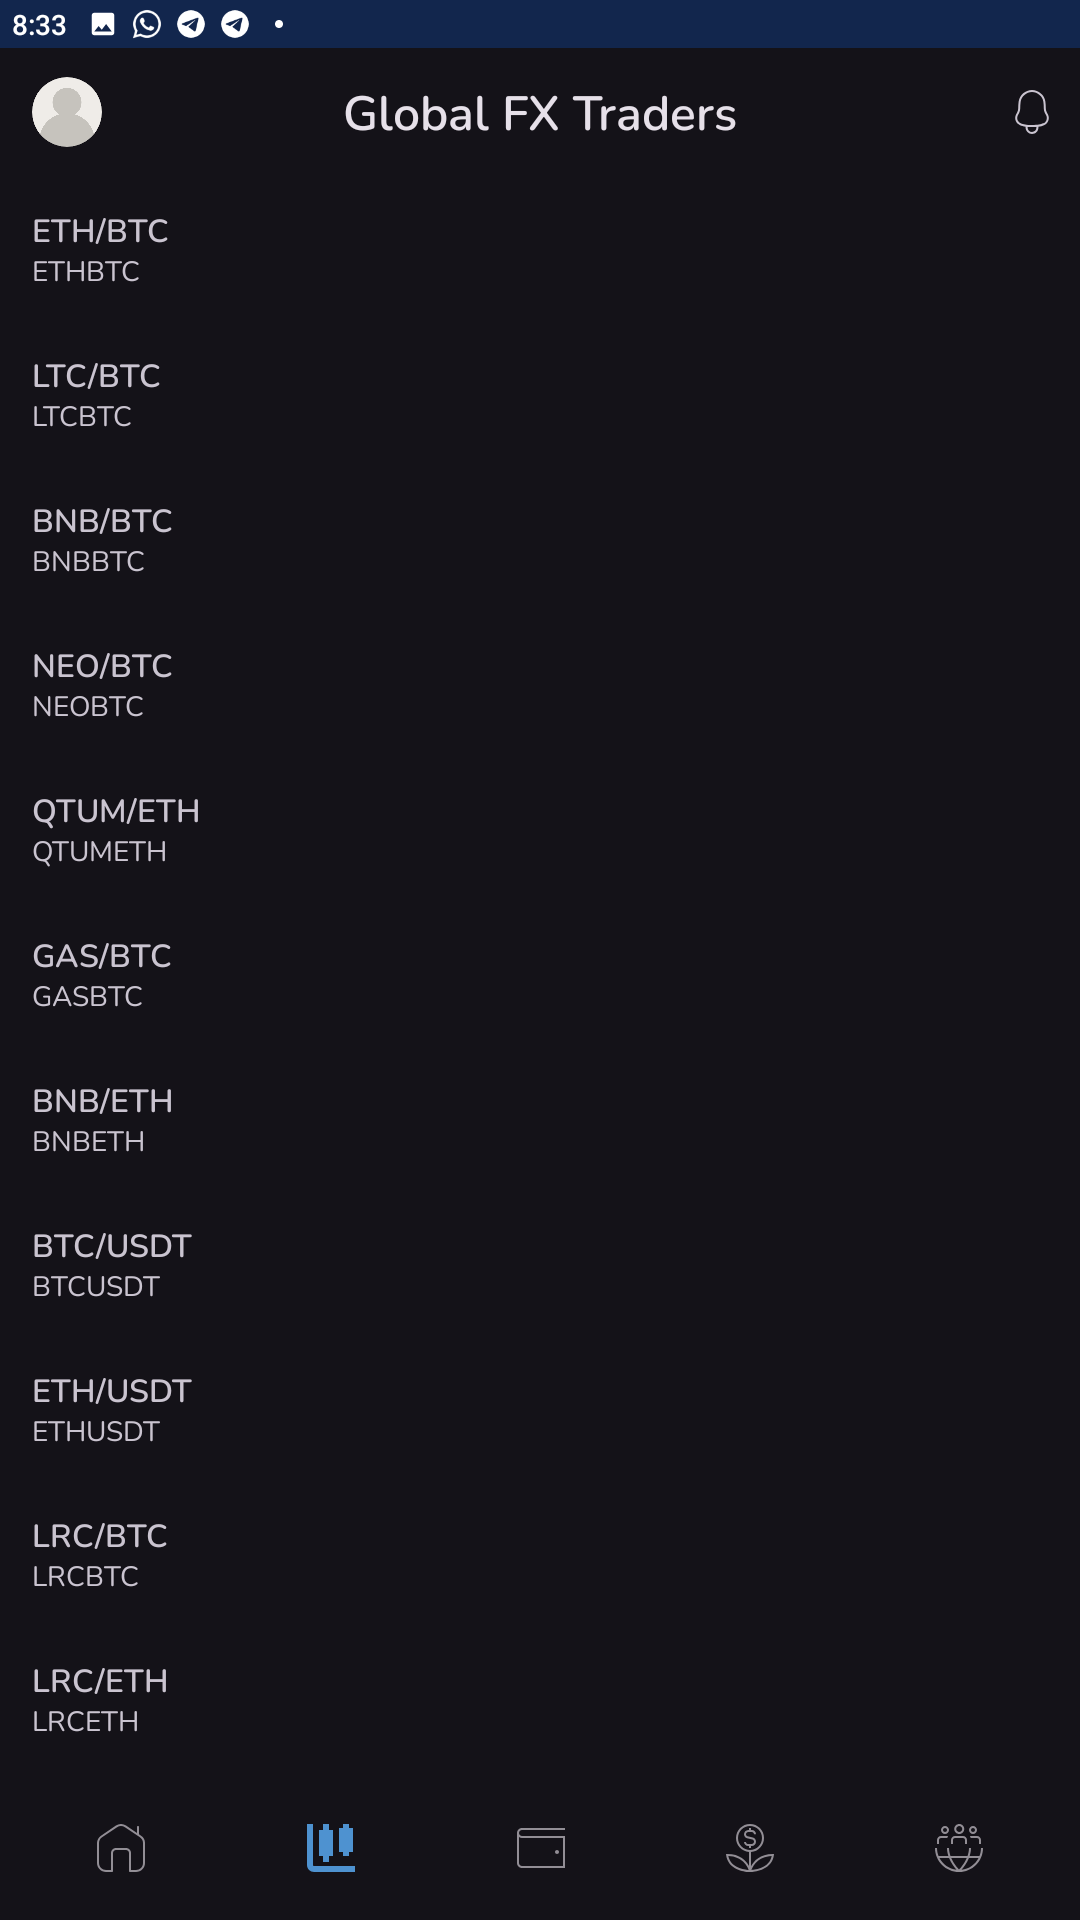 8:33
Global FX Traders
ETH/BTC
ETHBTC
LTC/BTC
LTCBTC
BNB/BTC
BNBBTC
NEO/BTC
NEOBTC
QTUM/ETH
QTUMETH
GAS/BTC
GASBTC
BNB/ETH
BNBETH
BTC/USDT
BTCUSDT
ETH/USDT
ETHUSDT
LRC/BTC
LRCBTC
LRC/ETH
LRCETH